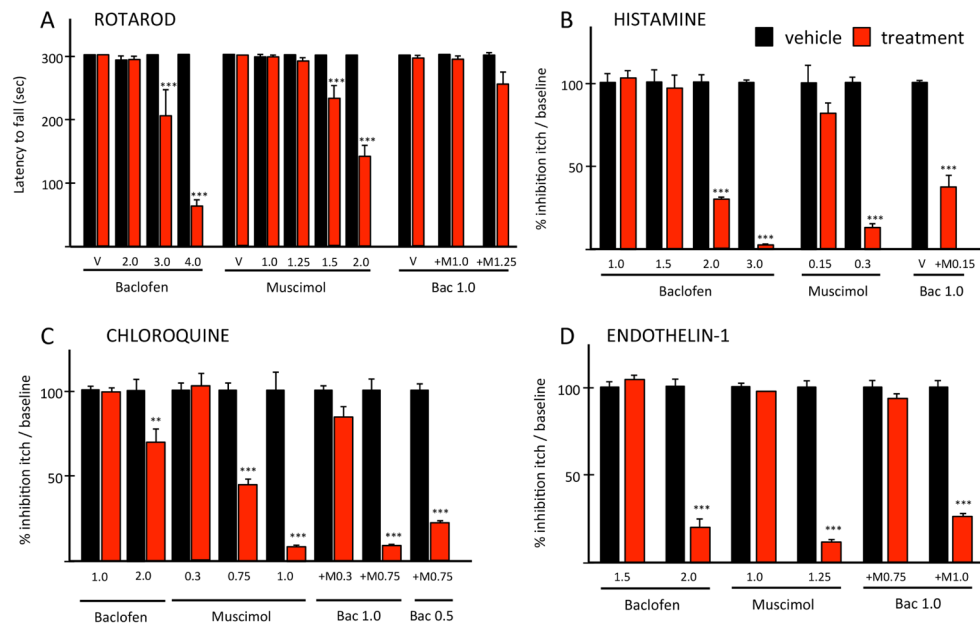 A ROTAROD
Latency to fall (sec)
300
200
100
*** *** *** ***
V 2.0 3.0 4.0 V 1.0 1.25 1.5 2.0 V +M1.0 +M1.25
Baclofen Muscimol Bac 1.0
B HISTAMINE
vehicle treatment
% inhibition itch / baseline
100
50
*** *** *** ***
1.0 1.5 2.0 3.0 0.15 0.3 V +M0.15
Baclofen Muscimol Bac 1.0
C CHLOROQUINE
% inhibition itch / baseline
100
50
** *** *** *** ***
1.0 2.0 0.3 0.75 1.0 +M0.3 +M0.75 +M0.75
Baclofen Muscimol Bac 1.0 Bac 0.5
D ENDOTHELIN-1
% inhibition itch / baseline
100
50
*** *** ***
1.5 2.0 1.0 1.25 +M0.75 +M1.0
Baclofen Muscimol Bac 1.0